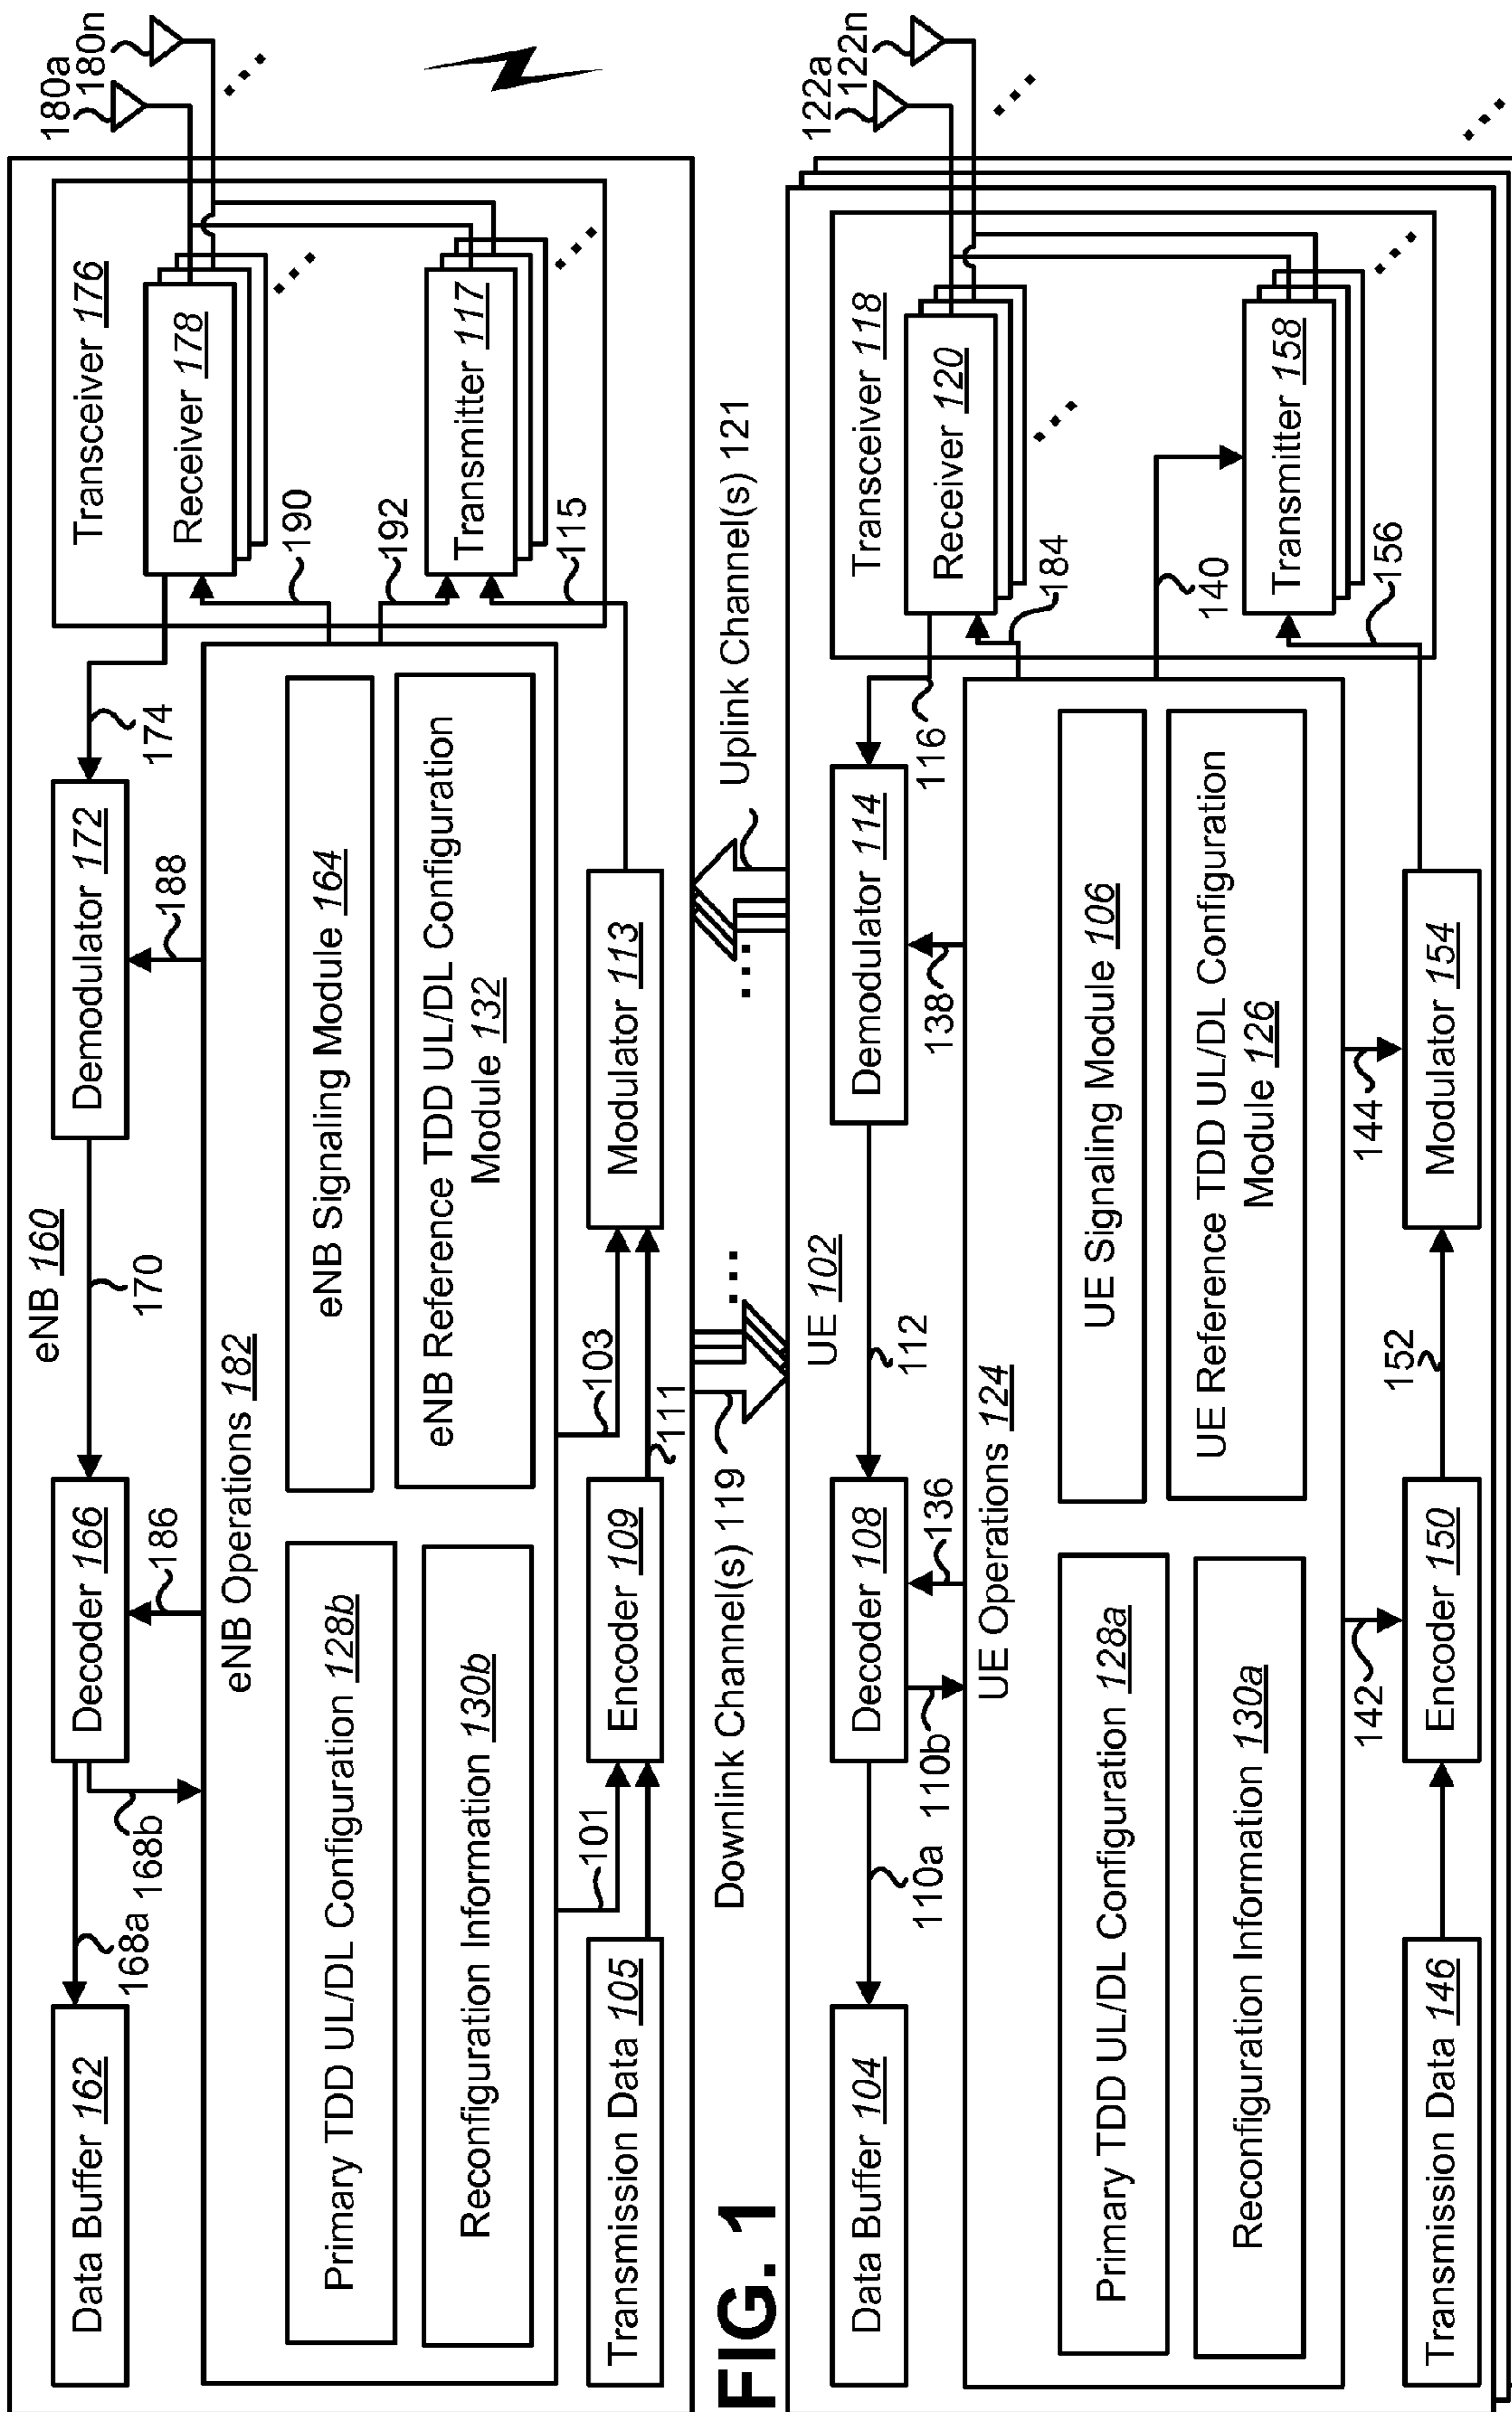 180a
180n
eNB 160
Transceiver 176
Data Buffer 162
168a
168b
Decoder 166
170
Demodulator 172
174
Receiver 178
186
188
190
eNB Operations 182
192
Primary TDD UL/DL Configuration 128b
eNB Signaling Module 164
Transmitter 117
Reconfiguration Information 130b
eNB Reference TDD UL/DL Configuration
Module 132
115
101
103
Transmission Data 105
Encoder 109
111
Modulator 113
FIG. 1
Downlink Channel(s) 119
...
...
Uplink Channel(s) 121
122a
122n
UE 102
Transceiver 118
Data Buffer 104
110a
110b
Decoder 108
112
Demodulator 114
116
Receiver 120
136
138
184
UE Operations 124
140
Primary TDD UL/DL Configuration 128a
UE Signaling Module 106
Reconfiguration Information 130a
UE Reference TDD UL/DL Configuration
Module 126
Transmitter 158
142
144
156
Transmission Data 146
Encoder 150
152
Modulator 154